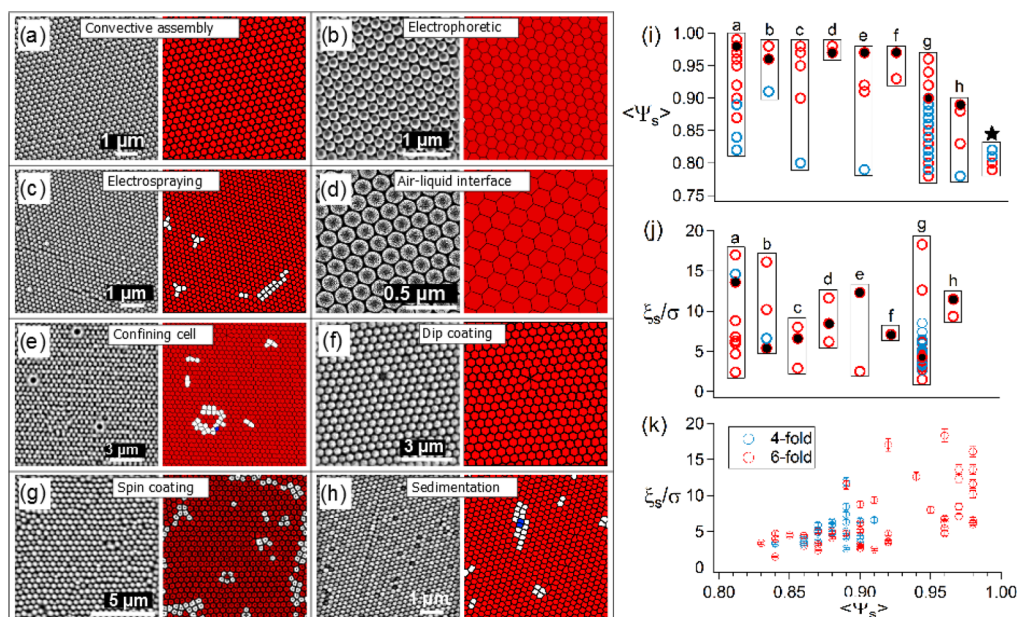 (a) Convective assembly
1 μm
(b) Electrophoretic
1 μm
(c) Electrospraying
1 μm
(d) Air-liquid interface
0.5 μm
(e) Confining cell
3 μm
(f) Dip coating
3 μm
(g) Spin coating
5 μm
(h) Sedimentation
1 μm
(i)
a b c d e f g h
<Ψs>
1.00
0.95
0.90
0.85
0.80
0.75
(j)
a b c d e f g h
ξs/σ
20
15
10
5
0
(k)
4-fold
6-fold
ξs/σ
20
15
10
5
0
0.80 0.85 0.90 0.95 1.00
<Ψs>